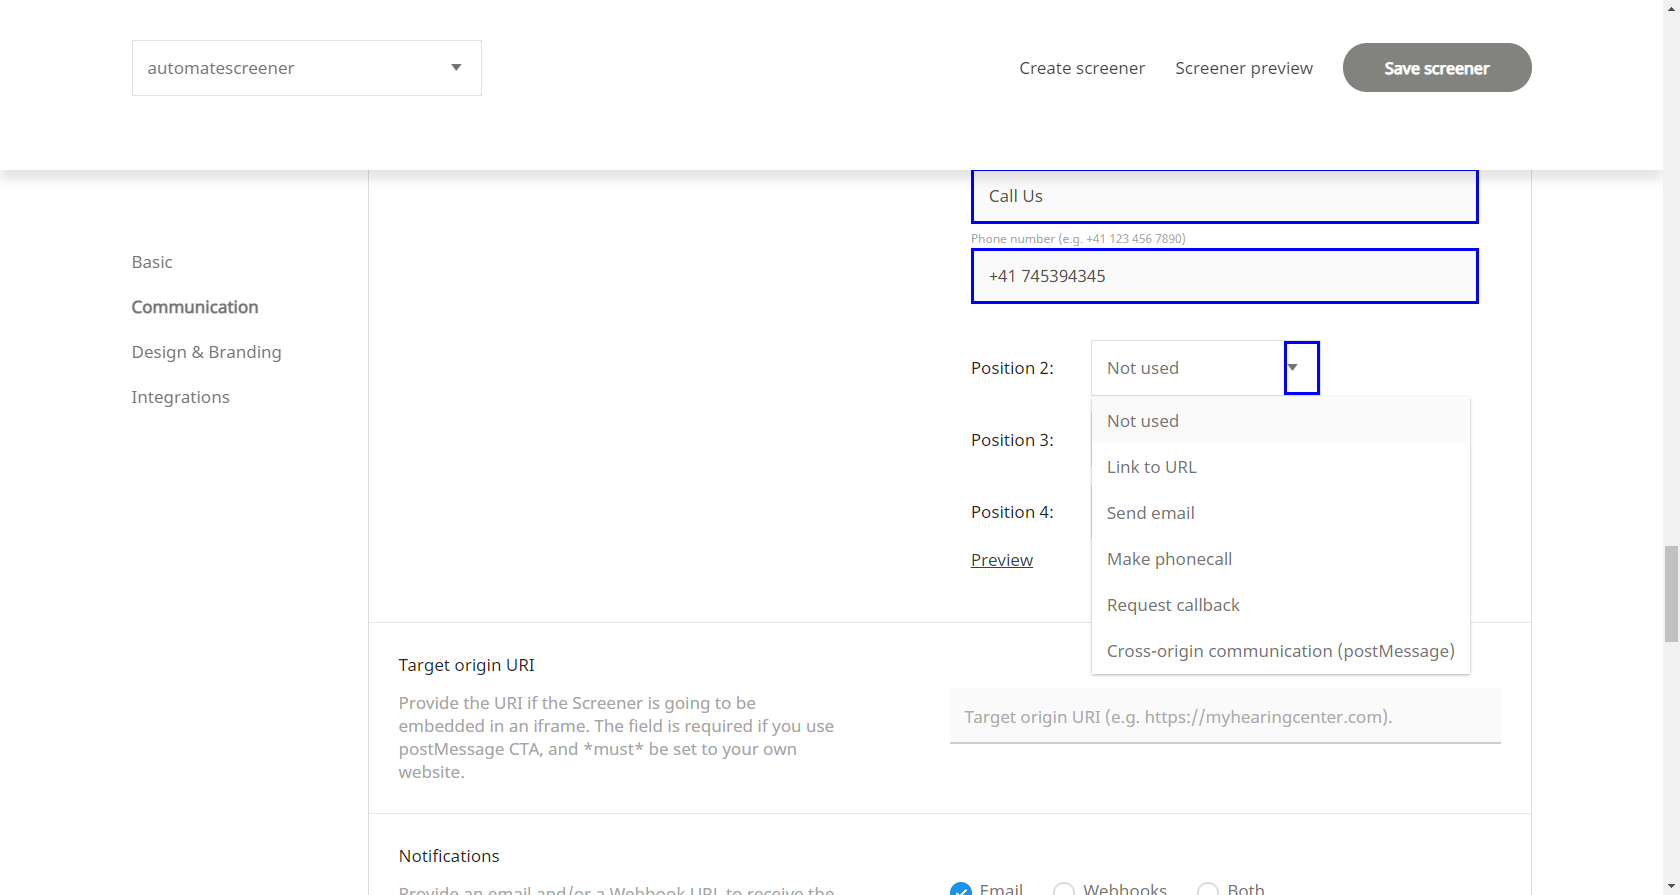 automatescreener
Create screener
Screener preview
Save screener
Basic
Communication
Design & Branding
Integrations
Call Us
Phone number (e.g. +41 123 456 7890)
+41 745394345
Position 2:
Not used
Not used
Link to URL
Send email
Make phonecall
Request callback
Cross-origin communication (postMessage)
Position 3:
Position 4:
Preview
Target origin URI
Provide the URI if the Screener is going to be
embedded in an iframe. The field is required if you use
postMessage CTA, and *must* be set to your own
website.
Target origin URI (e.g. https://myhearingcenter.com).
Notifications
Provide an email and/or a Webhook URL to receive the
Email
Webhooks
Both